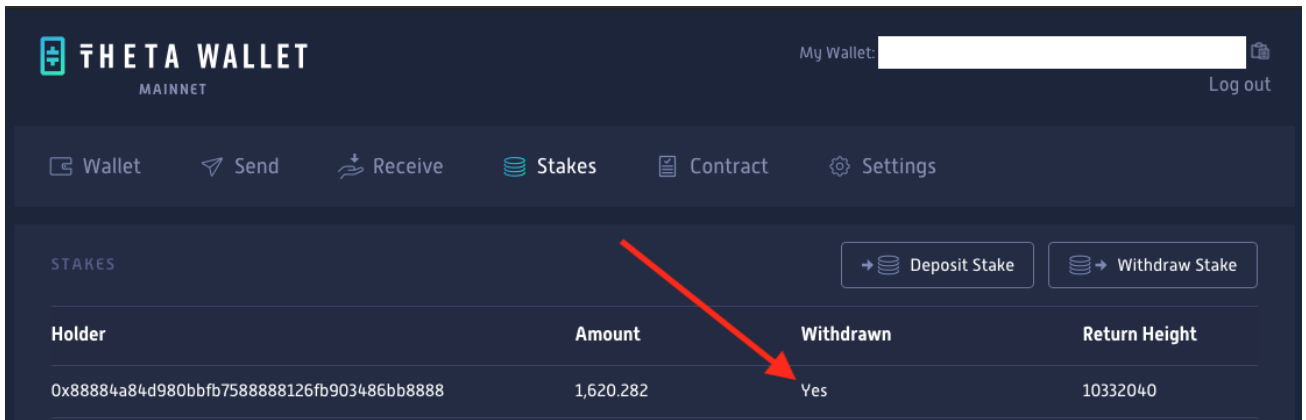 THETA WALLET
MAINNET
My Wallet:
Log out
Wallet Send Receive Stakes Contract Settings
STAKES Deposit Stake Withdraw Stake
Holder Amount Withdrawn Return Height
0x88884a84d980bbfb7588888126fb903486bb8888 1,620.282 Yes 10332040